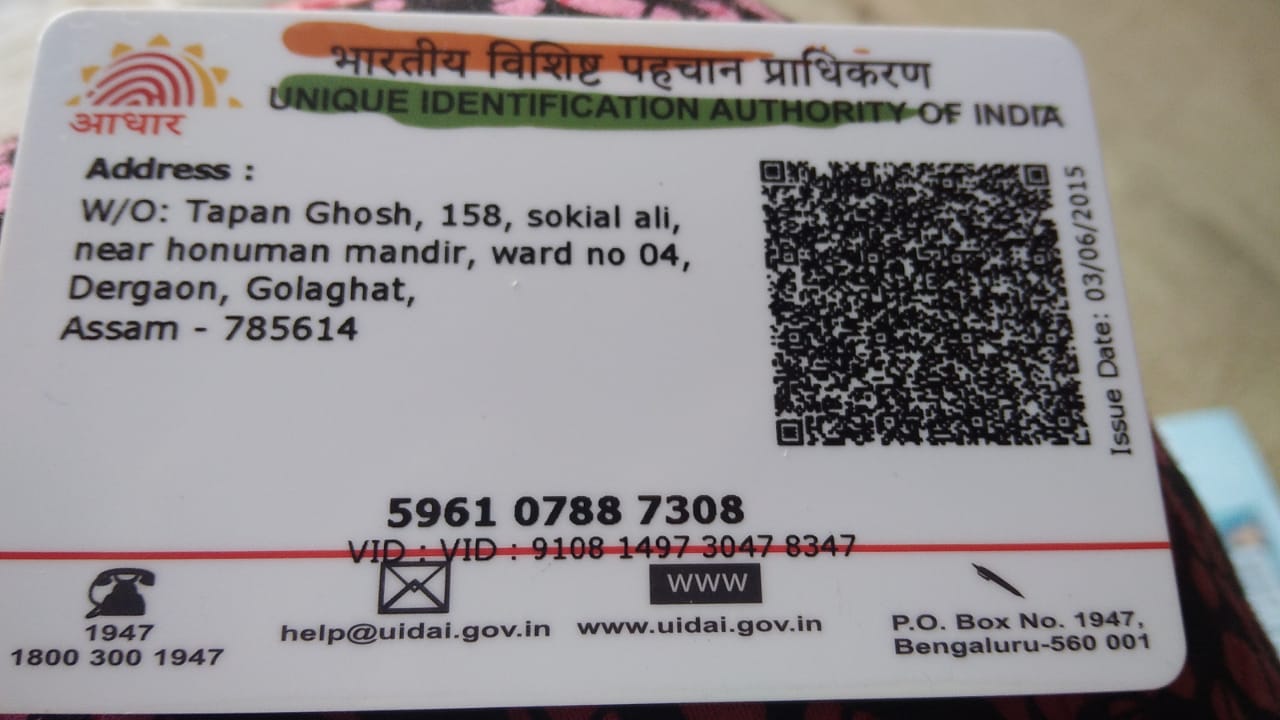 भारतीय विशिष्ट पहचान प्राधिकरण
UNIQUE IDENTIFICATION AUTHORITY OF INDIA
आधार
Address :
W/O: Tapan Ghosh, 158, sokial ali,
near honuman mandir, ward no 04,
Dergaon, Golaghat,
Assam - 785614
Issue Date: 03/06/2015
5961 0788 7308
VID : VID : 9108 1497 3047 8347
WWW
1947
1800 300 1947
help@uidai.gov.in
www.uidai.gov.in
P.O. Box No. 1947,
Bengaluru-560 001